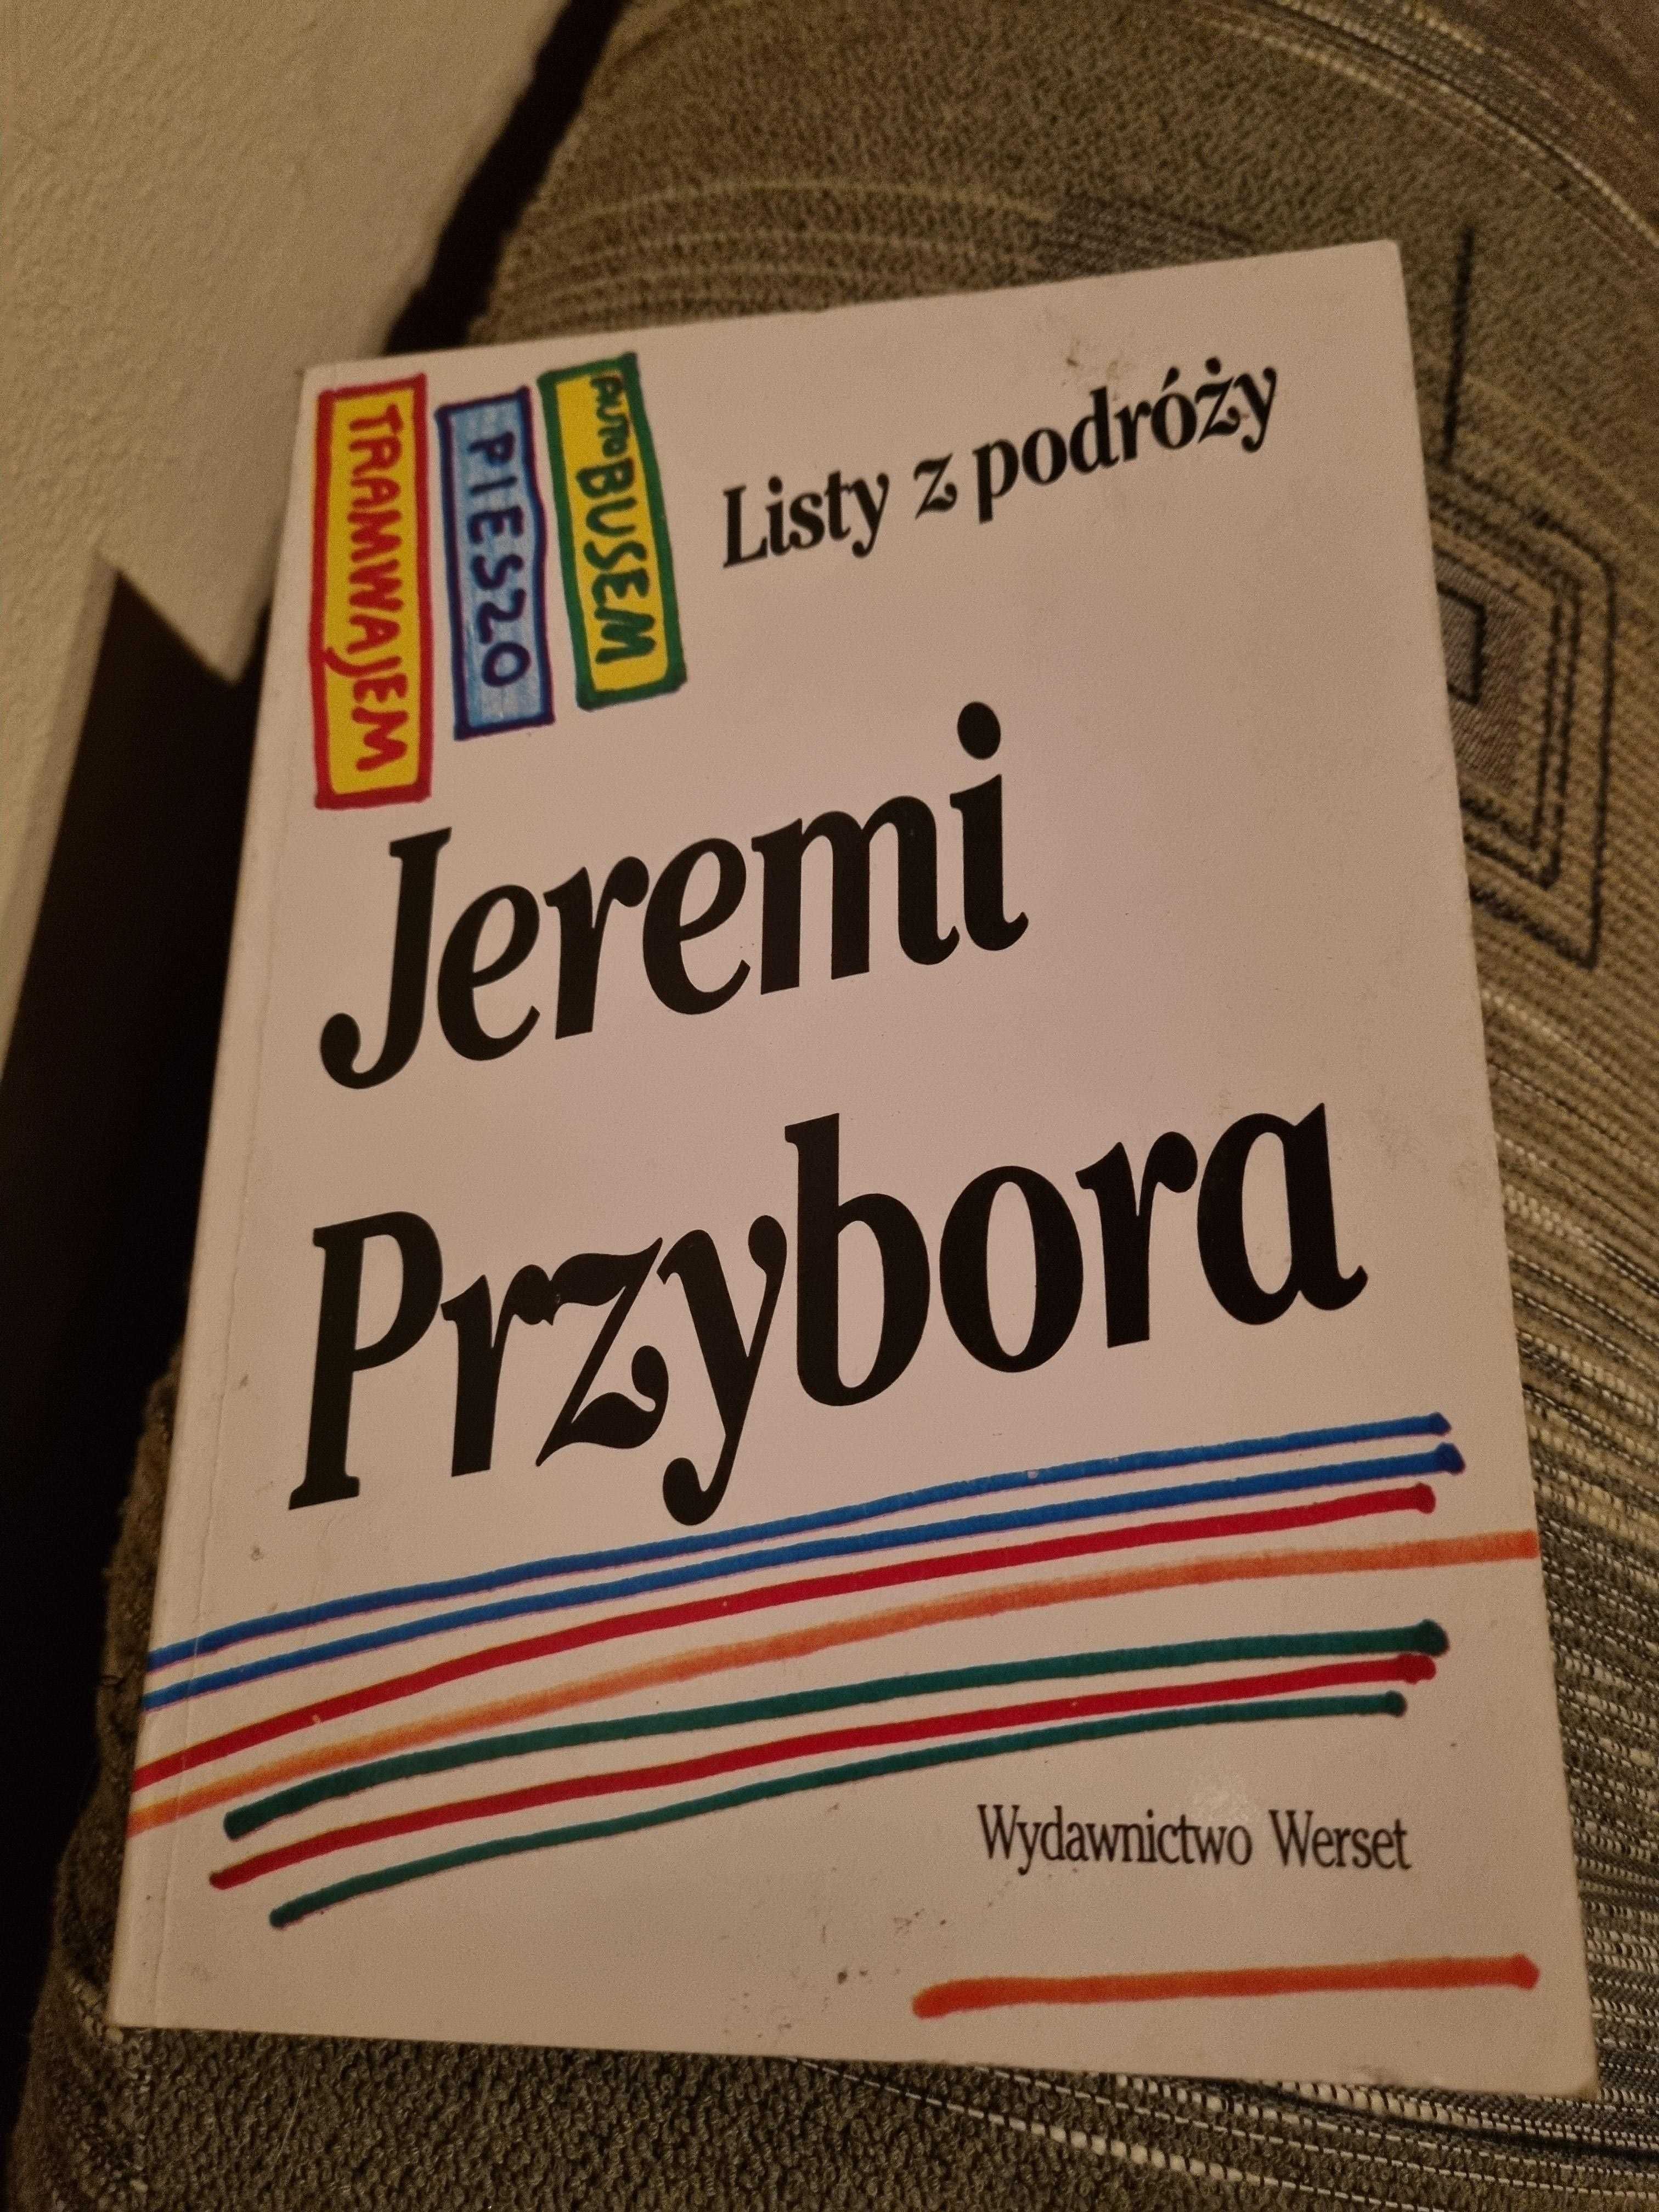 TRAMWAJEM
PIESZO
AUTOBUSEM
Listy z podróży
Jeremi
Przybora
Wydawnictwo Werset